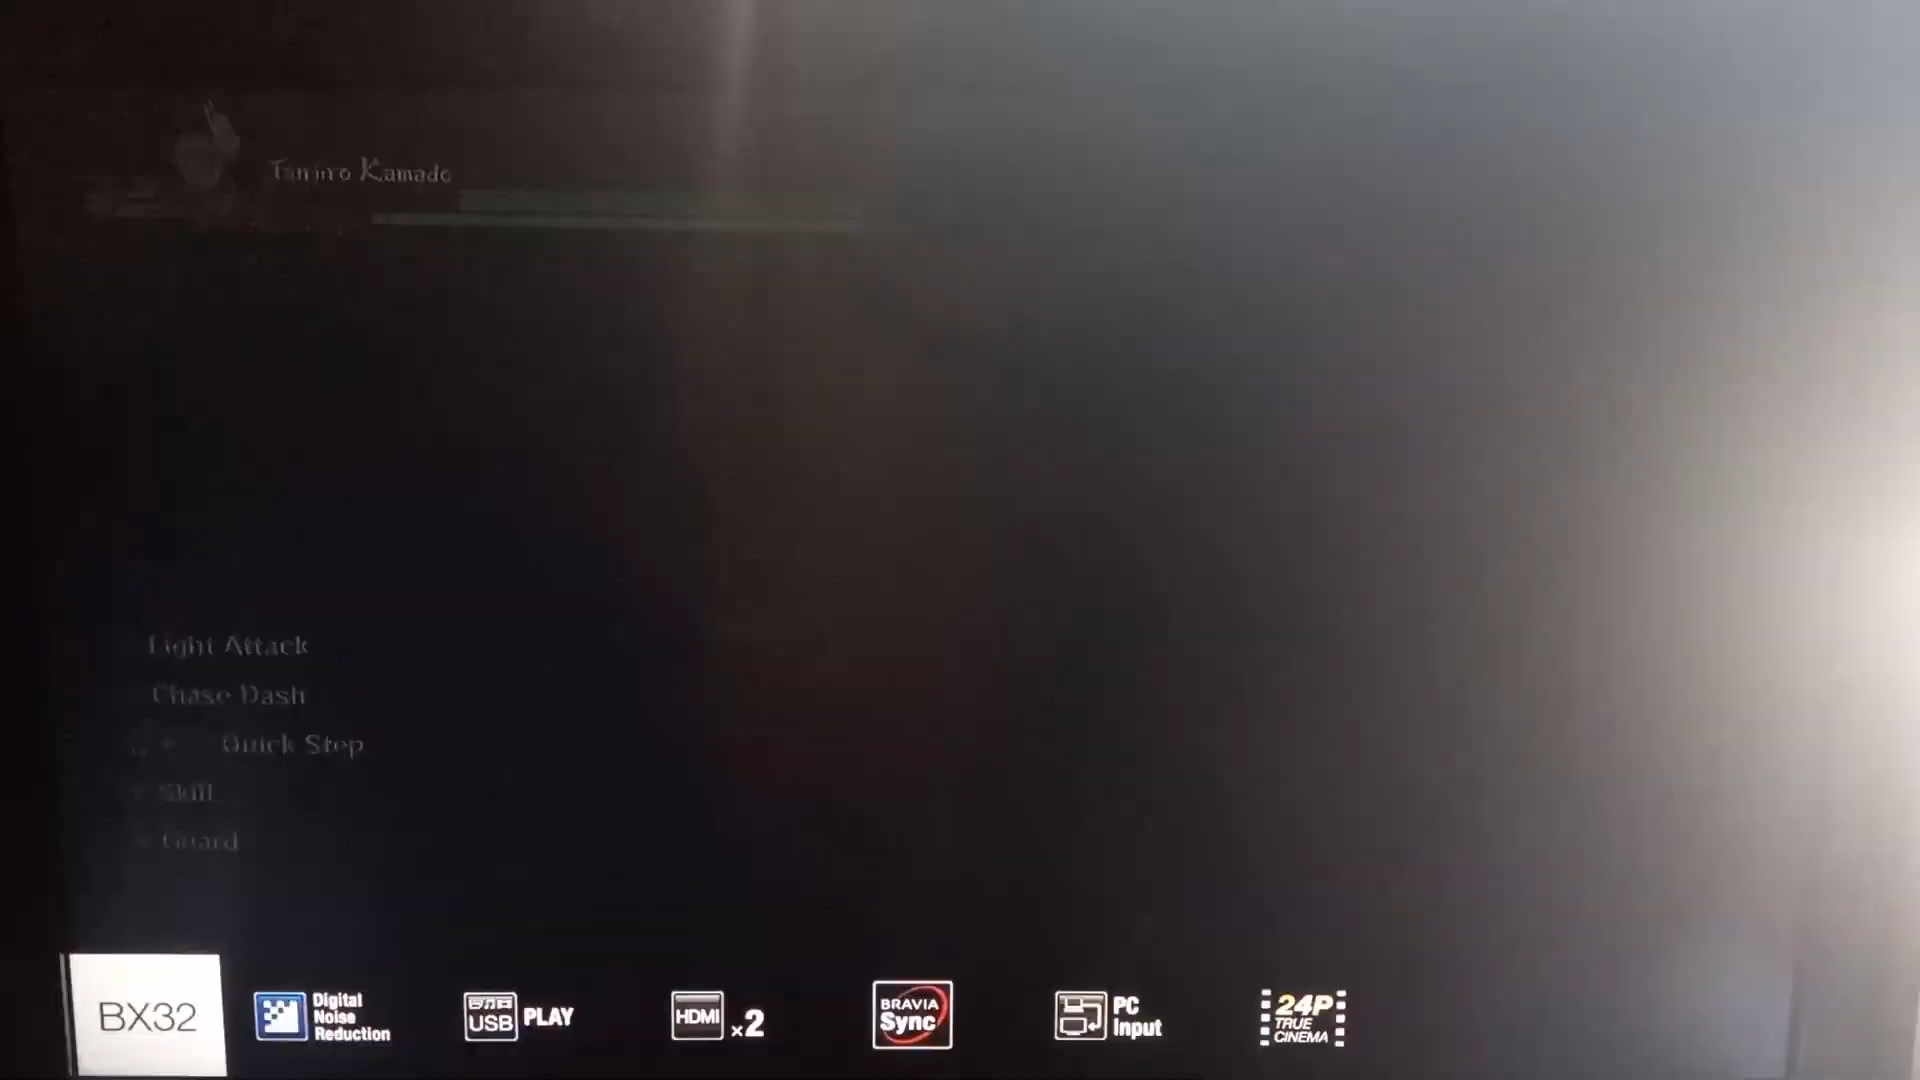 Tanjiro Kamado
Light Attack
Chase Dash
+ Quick Step
Skill
Guard
BX32
Digital
Noise
Reduction
USB PLAY
HDMI x2
BRAVIA
Sync
PC
Input
24P
TRUE
CINEMA